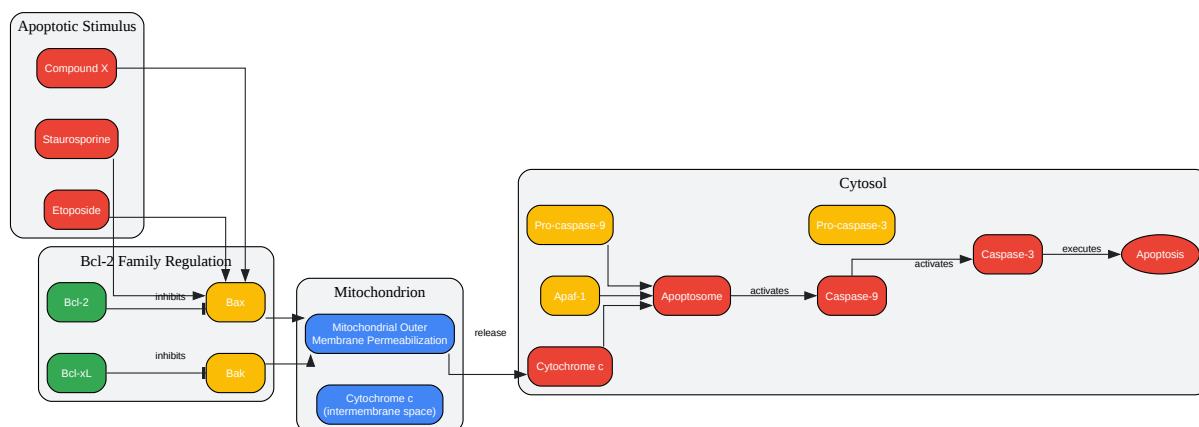 Apoptotic Stimulus
Compound X
Staurosporine
Etoposide
Bcl-2 Family Regulation
Bcl-2
inhibits
Bax
Bcl-xL
inhibits
Bak
Mitochondrion
Mitochondrial Outer
Membrane Permeabilization
Cytochrome c
(intermembrane space)
release
Cytosol
Pro-caspase-9
Apaf-1
Cytochrome c
Apoptosome
activates
Pro-caspase-3
Caspase-9
activates
Caspase-3
executes
Apoptosis